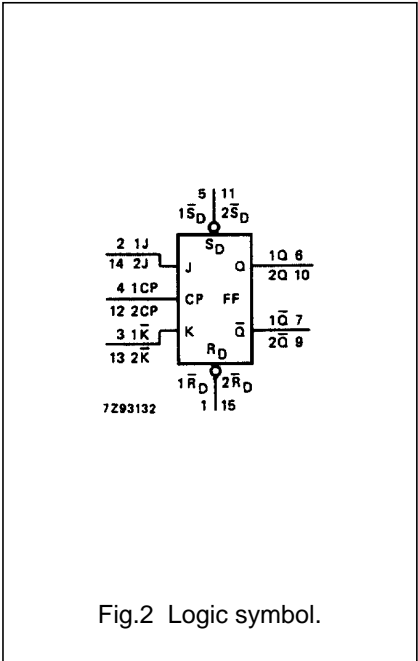 5 11
1S̅D 2S̅D
SD
2 1J
14 2J
J
Q
1Q 6
2Q 10
4 1CP
12 2CP
CP FF
3 1K̅
13 2K̅
K
Q̅
1Q̅ 7
2Q̅ 9
RD
1R̅D 2R̅D
1 15
7Z93132
Fig.2 Logic symbol.